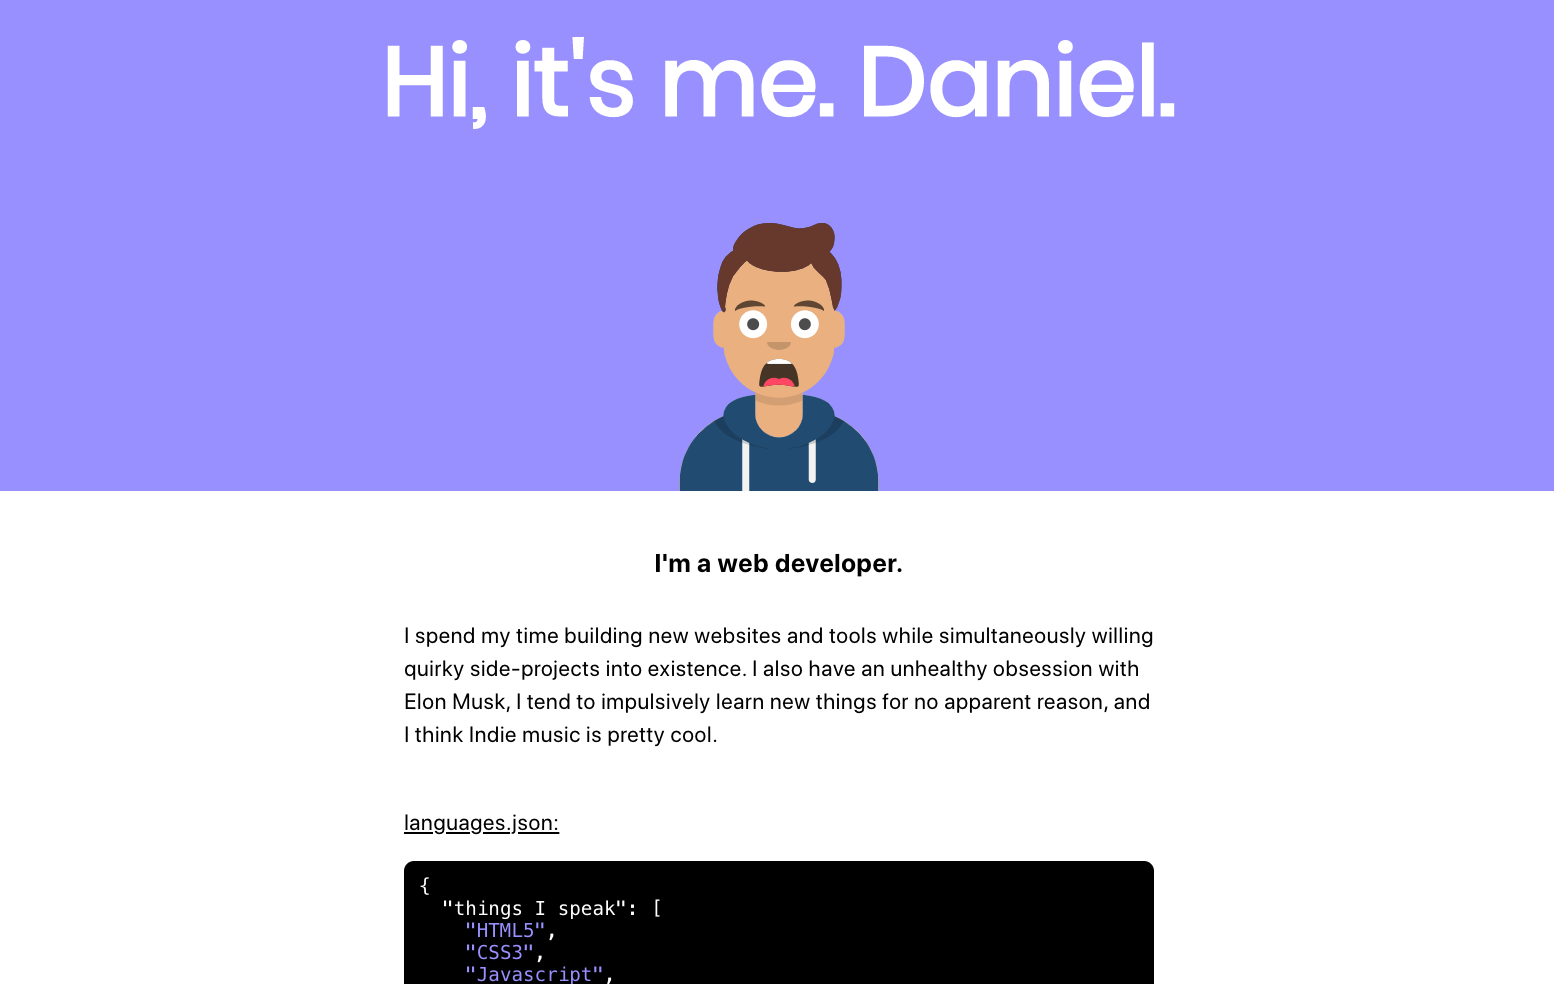 Hi, it's me. Daniel.
I'm a web developer.
I spend my time building new websites and tools while simultaneously willing
quirky side-projects into existence. I also have an unhealthy obsession with
Elon Musk, I tend to impulsively learn new things for no apparent reason, and
I think Indie music is pretty cool.
languages.json:
{
"things I speak": [
"HTML5",
"CSS3",
"Javascript",